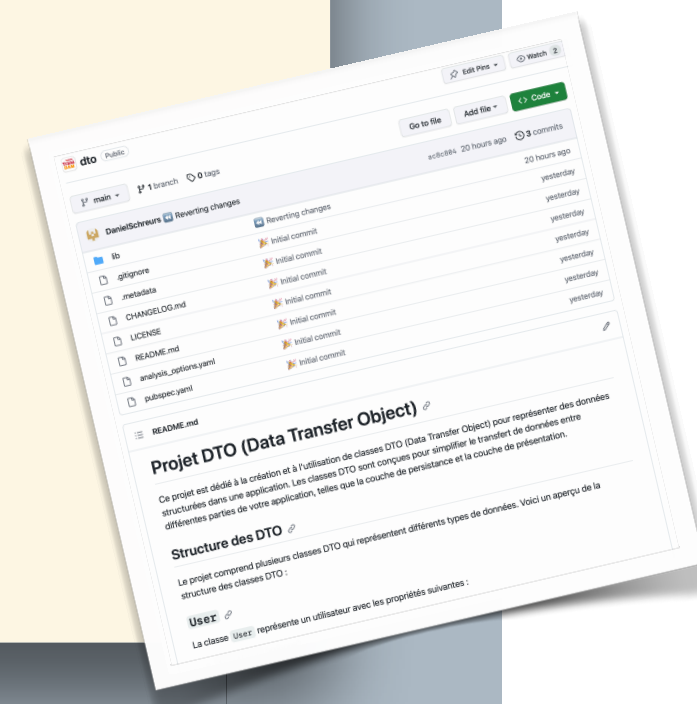 Edit Pins
Watch 2
dto Public
Go to file
Add file
<> Code
main
1 branch
0 tags
DanielSchreurs Reverting changes
ac8c804 20 hours ago
3 commits
lib
Reverting changes
20 hours ago
.gitignore
Initial commit
yesterday
.metadata
Initial commit
yesterday
CHANGELOG.md
Initial commit
yesterday
LICENSE
Initial commit
yesterday
README.md
Initial commit
yesterday
analysis_options.yaml
Initial commit
yesterday
pubspec.yaml
Initial commit
yesterday
README.md
Projet DTO (Data Transfer Object)
Ce projet est dédié à la création et à l'utilisation de classes DTO (Data Transfer Object) pour représenter des données
structurées dans une application. Les classes DTO sont conçues pour simplifier le transfert de données entre
différentes parties de votre application, telles que la couche de persistance et la couche de présentation.
Structure des DTO
Le projet comprend plusieurs classes DTO qui représentent différents types de données. Voici un aperçu de la
structure des classes DTO :
User
La classe User représente un utilisateur avec les propriétés suivantes :